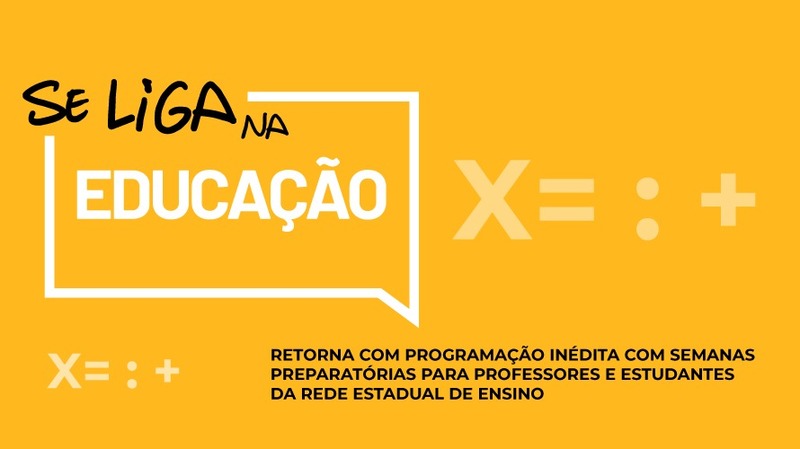 SE LIGA NA
EDUCAÇÃO
X= : +
X= : +
RETORNA COM PROGRAMAÇÃO INÉDITA COM SEMANAS
PREPARATÓRIAS PARA PROFESSORES E ESTUDANTES
DA REDE ESTADUAL DE ENSINO